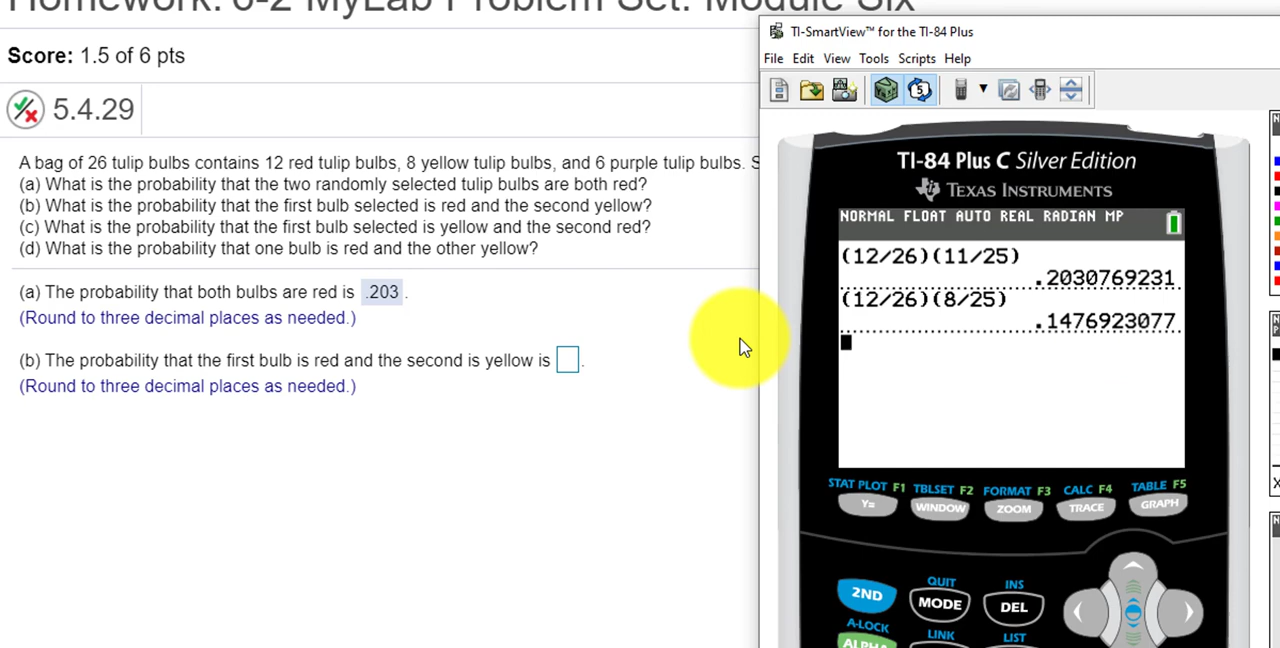 Homework: 6-2 MyLab Problem Set: Module Six
Score: 1.5 of 6 pts
5.4.29
A bag of 26 tulip bulbs contains 12 red tulip bulbs, 8 yellow tulip bulbs, and 6 purple tulip bulbs. S
(a) What is the probability that the two randomly selected tulip bulbs are both red?
(b) What is the probability that the first bulb selected is red and the second yellow?
(c) What is the probability that the first bulb selected is yellow and the second red?
(d) What is the probability that one bulb is red and the other yellow?
(a) The probability that both bulbs are red is .203 .
(Round to three decimal places as needed.)
(b) The probability that the first bulb is red and the second is yellow is .
(Round to three decimal places as needed.)
TI-SmartView™ for the TI-84 Plus
File Edit View Tools Scripts Help
5
TI-84 Plus C Silver Edition
TEXAS INSTRUMENTS
NORMAL FLOAT AUTO REAL RADIAN MP
(12/26)(11/25)
.2030769231
(12/26)(8/25)
.1476923077
STAT PLOT F1 TBLSET F2 FORMAT F3 CALC F4 TABLE F5
Y= WINDOW ZOOM TRACE GRAPH
QUIT INS
2ND MODE DEL
A-LOCK LINK LIST
ALPHA